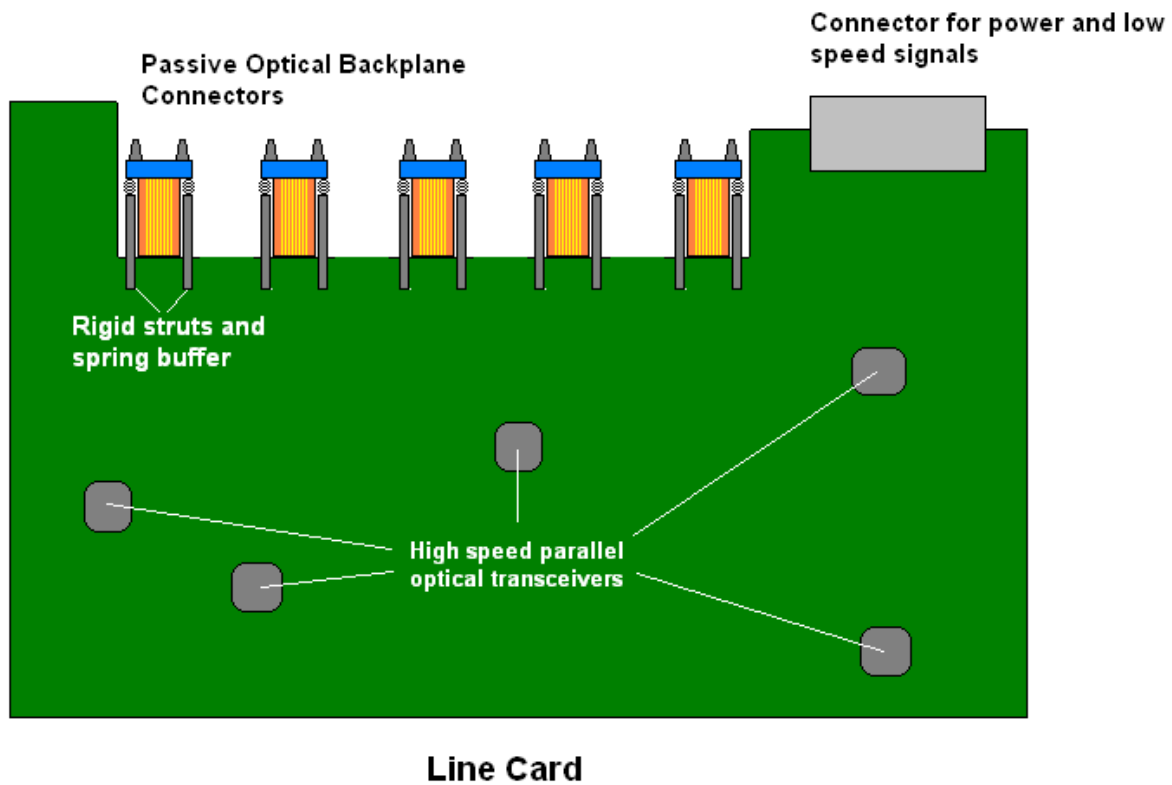 Connector for power and low
speed signals
Passive Optical Backplane
Connectors
Rigid struts and
spring buffer
High speed parallel
optical transceivers
Line Card